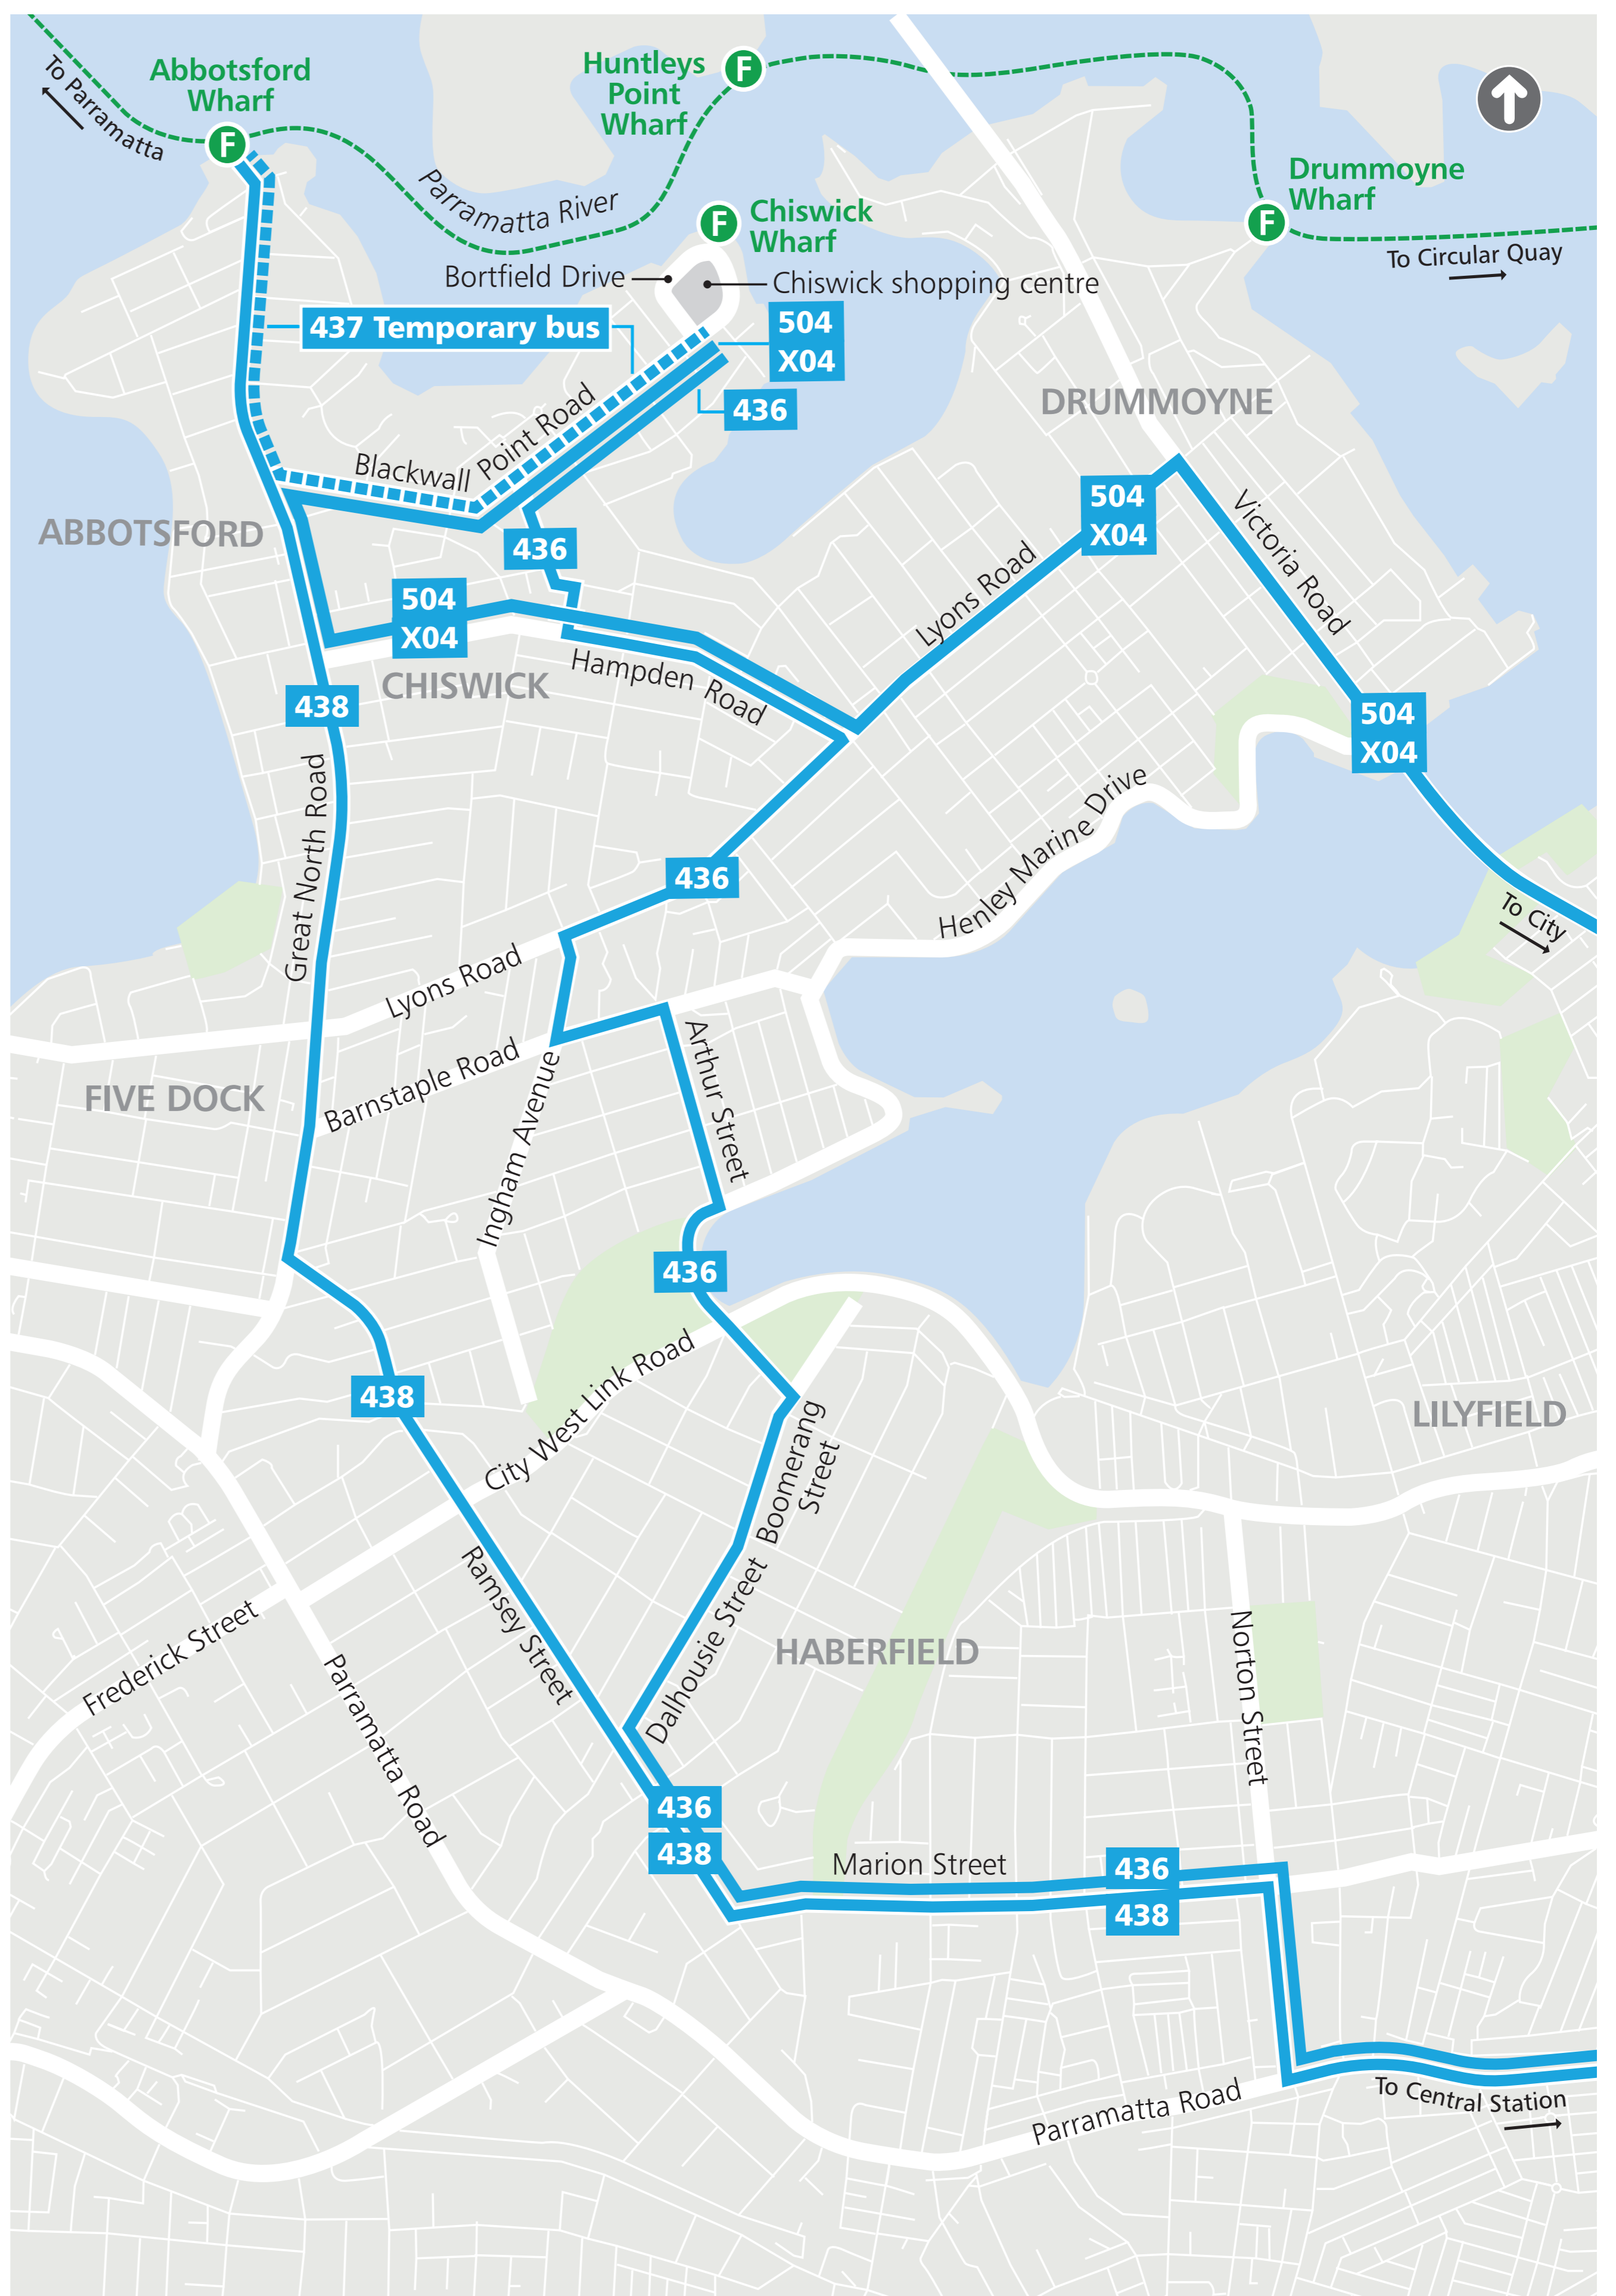 To Parramatta
Abbotsford
Wharf
F
Huntleys
Point
Wharf
F
Parramatta River
F
Chiswick
Wharf
Drummoyne
Wharf
F
To Circular Quay
Bortfield Drive
Chiswick shopping centre
437 Temporary bus
504
X04
436
DRUMMOYNE
Blackwall Point Road
ABBOTSFORD
436
504
X04
Victoria Road
Lyons Road
504
X04
CHISWICK
Hampden Road
438
504
X04
Great North Road
Henley Marine Drive
436
To City
Lyons Road
Barnstaple Road
FIVE DOCK
Arthur Street
Ingham Avenue
436
City West Link Road
438
LILYFIELD
Boomerang
Street
Ramsey Street
Dalhousie Street
Frederick Street
HABERFIELD
Norton Street
Parramatta Road
436
438
Marion Street
436
438
Parramatta Road
To Central Station